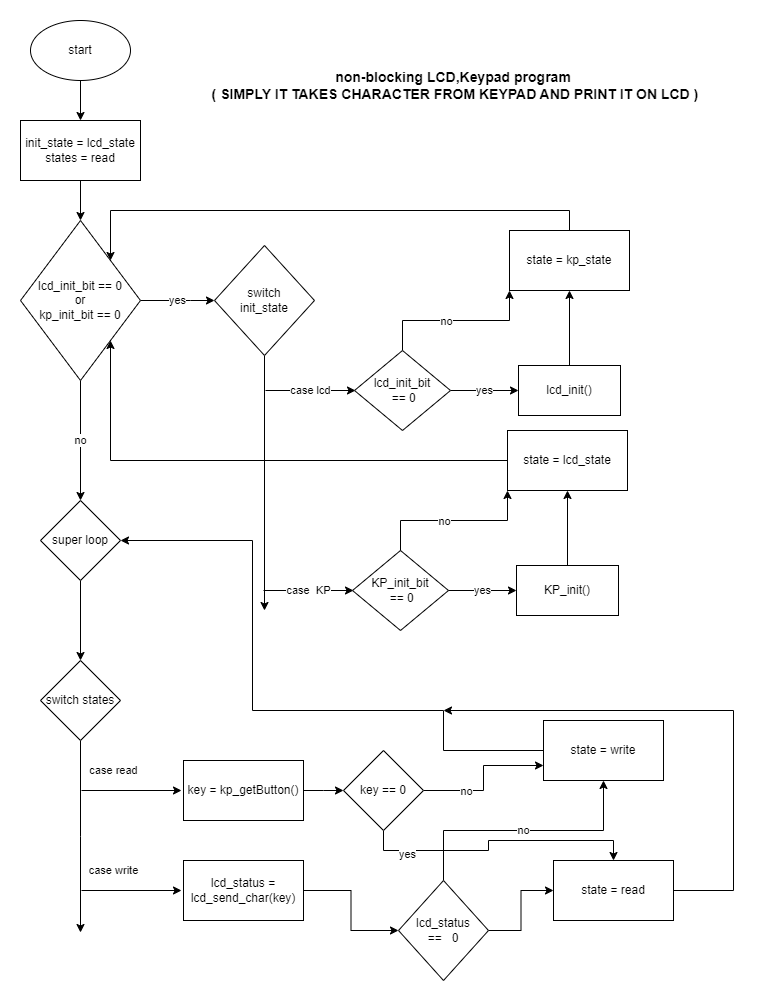 start
non-blocking LCD,Keypad program
( SIMPLY IT TAKES CHARACTER FROM KEYPAD AND PRINT IT ON LCD )
init_state = lcd_state
states = read
lcd_init_bit == 0
or
kp_init_bit == 0
yes
switch
init_state
state = kp_state
no
case lcd
lcd_init_bit
== 0
yes
lcd_init()
no
state = lcd_state
super loop
no
case KP
KP_init_bit
== 0
yes
KP_init()
switch states
case read
key = kp_getButton()
key == 0
no
state = write
yes
no
case write
lcd_status =
lcd_send_char(key)
lcd_status
== 0
state = read